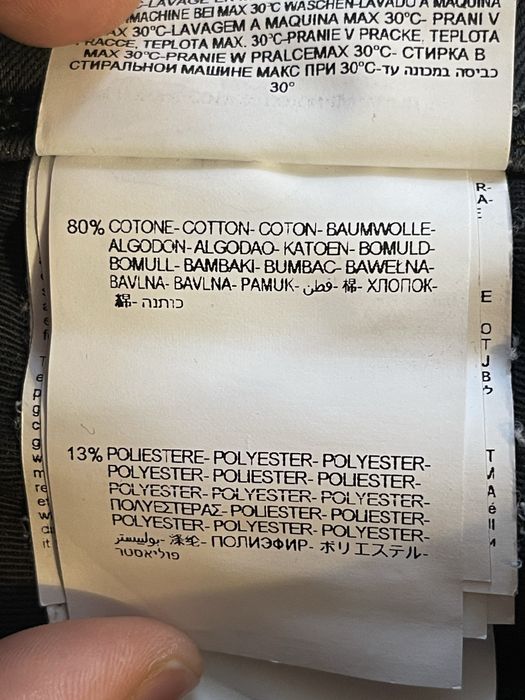 MACHINE BEI MAX 30°C WASCHEN-LAVADO A MAQUINA
MAX 30°C-LAVAGEM A MAQUINA MAX 30°C- PRANI V
PRACCE, TEPLOTA MAX. 30°C-PRANIE V PRACKE, TEPLOTA
MAX 30°C-PRANIE W PRALCEMAX 30°C- СТИРКА В
СТИРАЛЬНОЙ МАШИНЕ МАКС ПРИ 30°C-כביסה במכונה עד
30°
80% COTONE- COTTON- COTON- BAUMWOLLE-
ALGODON- ALGODAO- KATOEN- BOMULD-
BOMULL- BAMBAKI- BUMBAC- BAWEŁNA-
BAVLNA- BAVLNA- PAMUK- قطن- 棉- ХЛОПОК-
綿- כותנה
13% POLIESTERE- POLYESTER- POLYESTER-
POLYESTER- POLIESTER- POLIESTER-
POLYESTER- POLYESTER- POLYESTER-
ΠΟΛΥΕΣΤΕΡΑΣ- POLIESTER- POLIESTER-
POLYESTER- POLYESTER- POLYESTER-
بوليستر- 涤纶- ПОЛИЭФИР- ポリエステル-
פוליאסטר